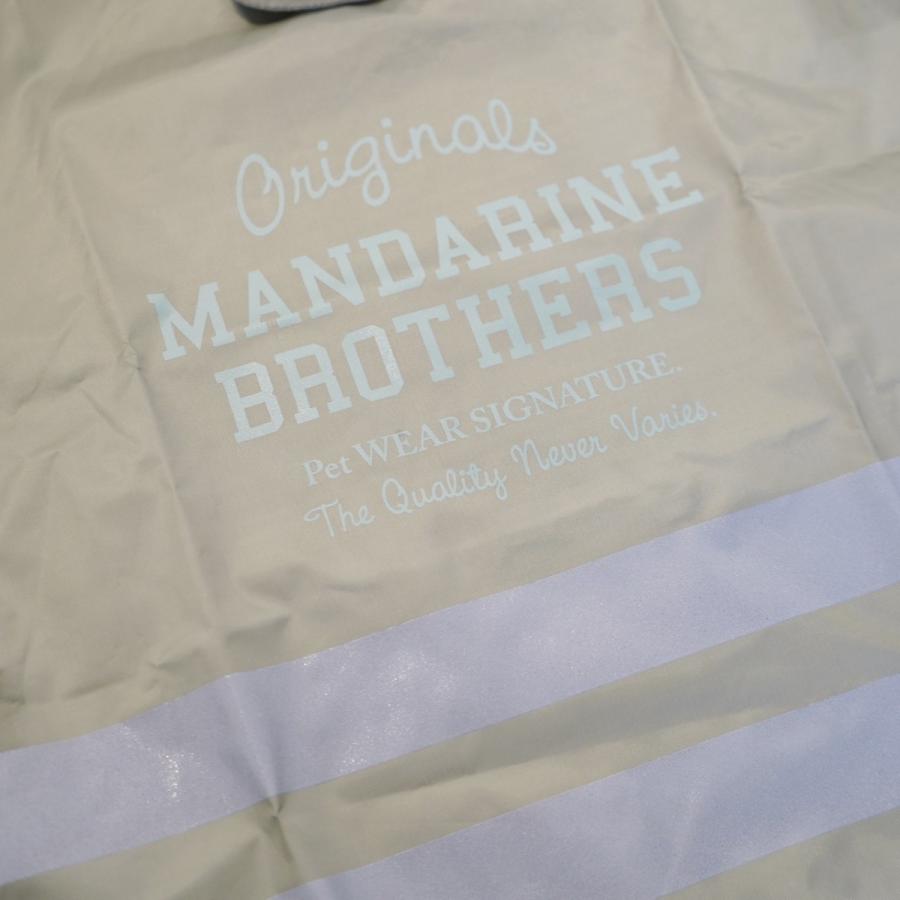 Originals
MANDARINE
BROTHERS
Pet WEAR SIGNATURE.
The Quality Never Varies.